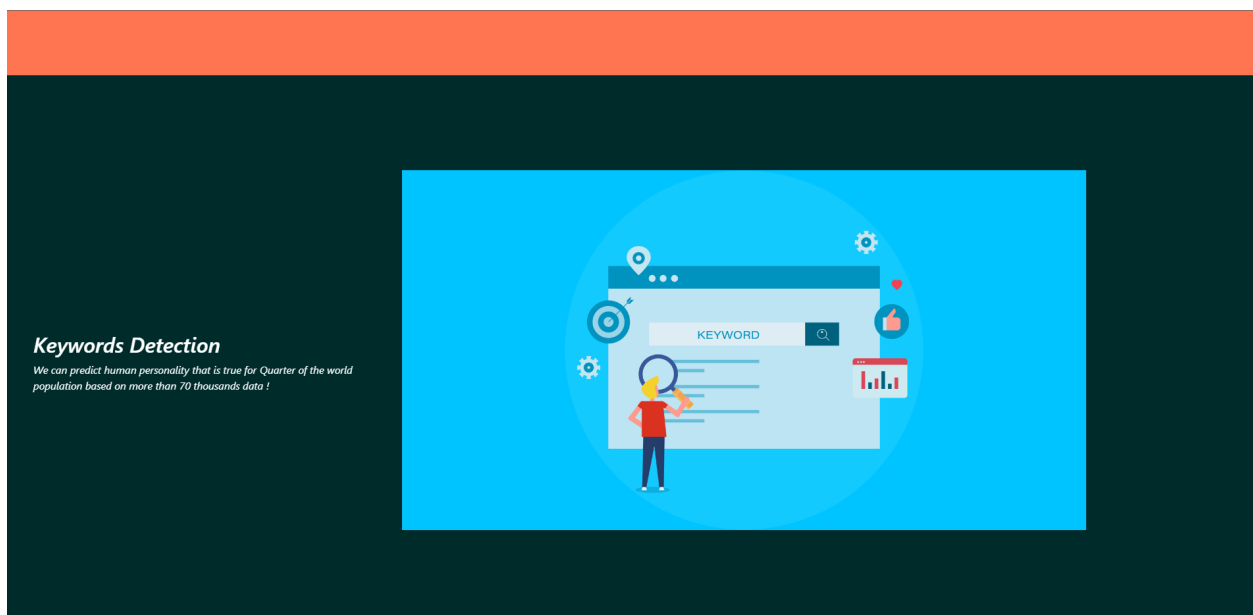 Keywords Detection
We can predict human personality that is true for Quarter of the world
population based on more than 70 thousands data !
KEYWORD